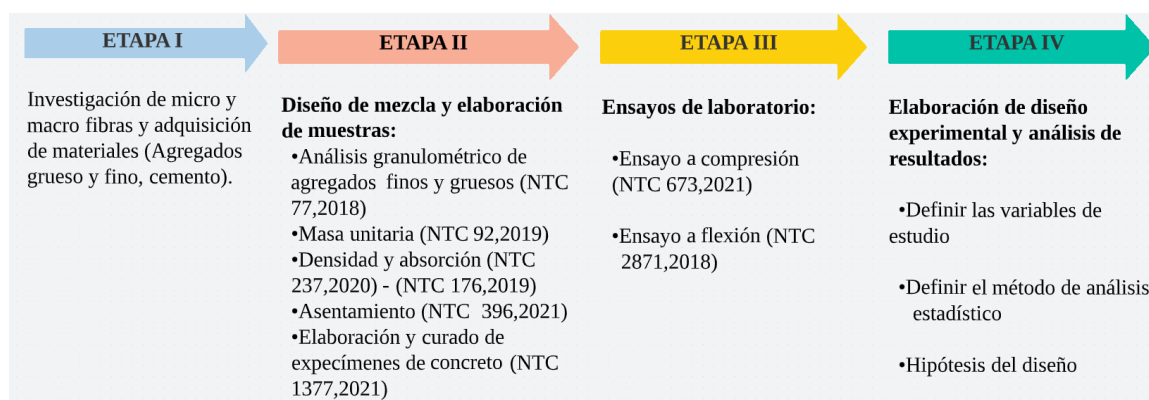 ETAPA I
Investigación de micro y
macro fibras y adquisición
de materiales (Agregados
grueso y fino, cemento).
ETAPA II
Diseño de mezcla y elaboración
de muestras:
•Análisis granulométrico de
agregados finos y gruesos (NTC
77,2018)
•Masa unitaria (NTC 92,2019)
•Densidad y absorción (NTC
237,2020) - (NTC 176,2019)
•Asentamiento (NTC 396,2021)
•Elaboración y curado de
expecímenes de concreto (NTC
1377,2021)
ETAPA III
Ensayos de laboratorio:
•Ensayo a compresión
(NTC 673,2021)
•Ensayo a flexión (NTC
2871,2018)
ETAPA IV
Elaboración de diseño
experimental y análisis de
resultados:
•Definir las variables de
estudio
•Definir el método de análisis
estadístico
•Hipótesis del diseño